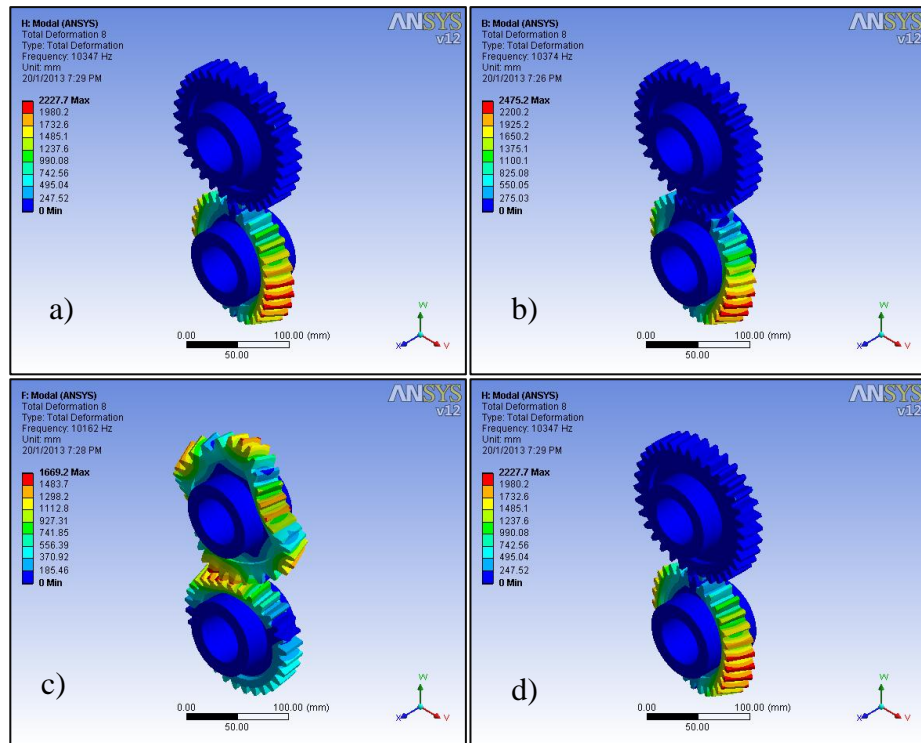 H: Modal (ANSYS)
Total Deformation 8
Type: Total Deformation
Frequency: 10347 Hz
Unit: mm
20/1/2013 7:29 PM
2227.7 Max
1980.2
1732.6
1485.1
1237.6
990.08
742.56
495.04
247.52
0 Min
ANSYS
v12
a)
0.00 100.00 (mm)
50.00
W
X V
B: Modal (ANSYS)
Total Deformation 8
Type: Total Deformation
Frequency: 10374 Hz
Unit: mm
20/1/2013 7:26 PM
2475.2 Max
2200.2
1925.2
1650.2
1375.1
1100.1
825.08
550.05
275.03
0 Min
ANSYS
v12
b)
0.00 100.00 (mm)
50.00
W
X V
F: Modal (ANSYS)
Total Deformation 8
Type: Total Deformation
Frequency: 10162 Hz
Unit: mm
20/1/2013 7:28 PM
1669.2 Max
1483.7
1298.2
1112.8
927.31
741.85
556.39
370.92
185.46
0 Min
ANSYS
v12
c)
0.00 100.00 (mm)
50.00
W
X V
H: Modal (ANSYS)
Total Deformation 8
Type: Total Deformation
Frequency: 10347 Hz
Unit: mm
20/1/2013 7:29 PM
2227.7 Max
1980.2
1732.6
1485.1
1237.6
990.08
742.56
495.04
247.52
0 Min
ANSYS
v12
d)
0.00 100.00 (mm)
50.00
W
X V